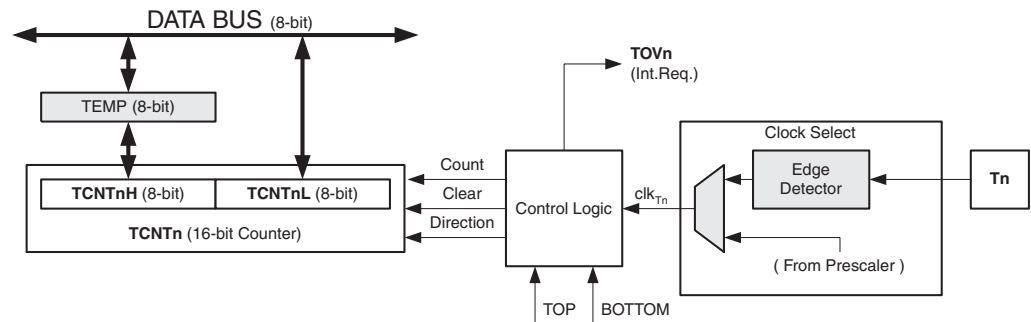 DATA BUS (8-bit)
TOVn
(Int.Req.)
TEMP (8-bit)
Clock Select
Count
Edge
Detector
Tn
TCNTnH (8-bit)
TCNTnL (8-bit)
Clear
Control Logic
clkTn
TCNTn (16-bit Counter)
Direction
( From Prescaler )
TOP
BOTTOM